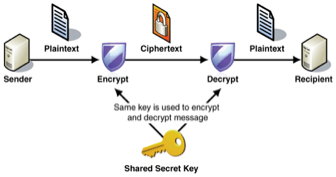 Plaintext
Ciphertext
Plaintext
Sender
Encrypt
Decrypt
Recipient
Same key is used to encrypt
and decrypt message
Shared Secret Key